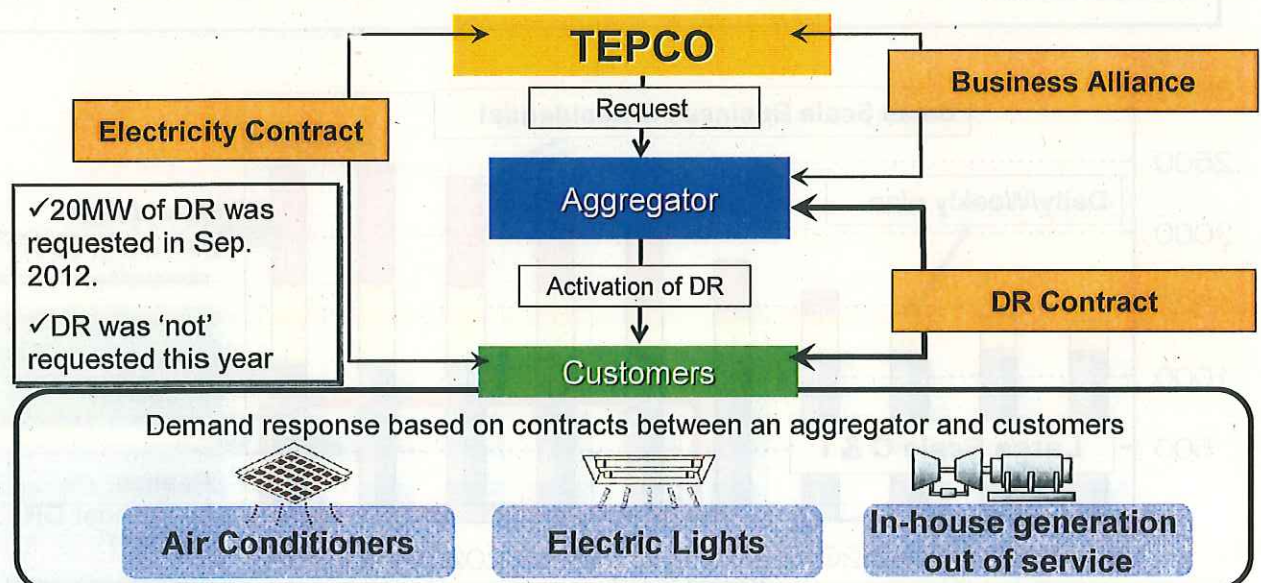 TEPCO
Request
Business Alliance
Electricity Contract
Aggregator
✓20MW of DR was
requested in Sep.
2012.
✓DR was ‘not’
requested this year
Activation of DR
DR Contract
Customers
Demand response based on contracts between an aggregator and customers
Air Conditioners
Electric Lights
In-house generation
out of service